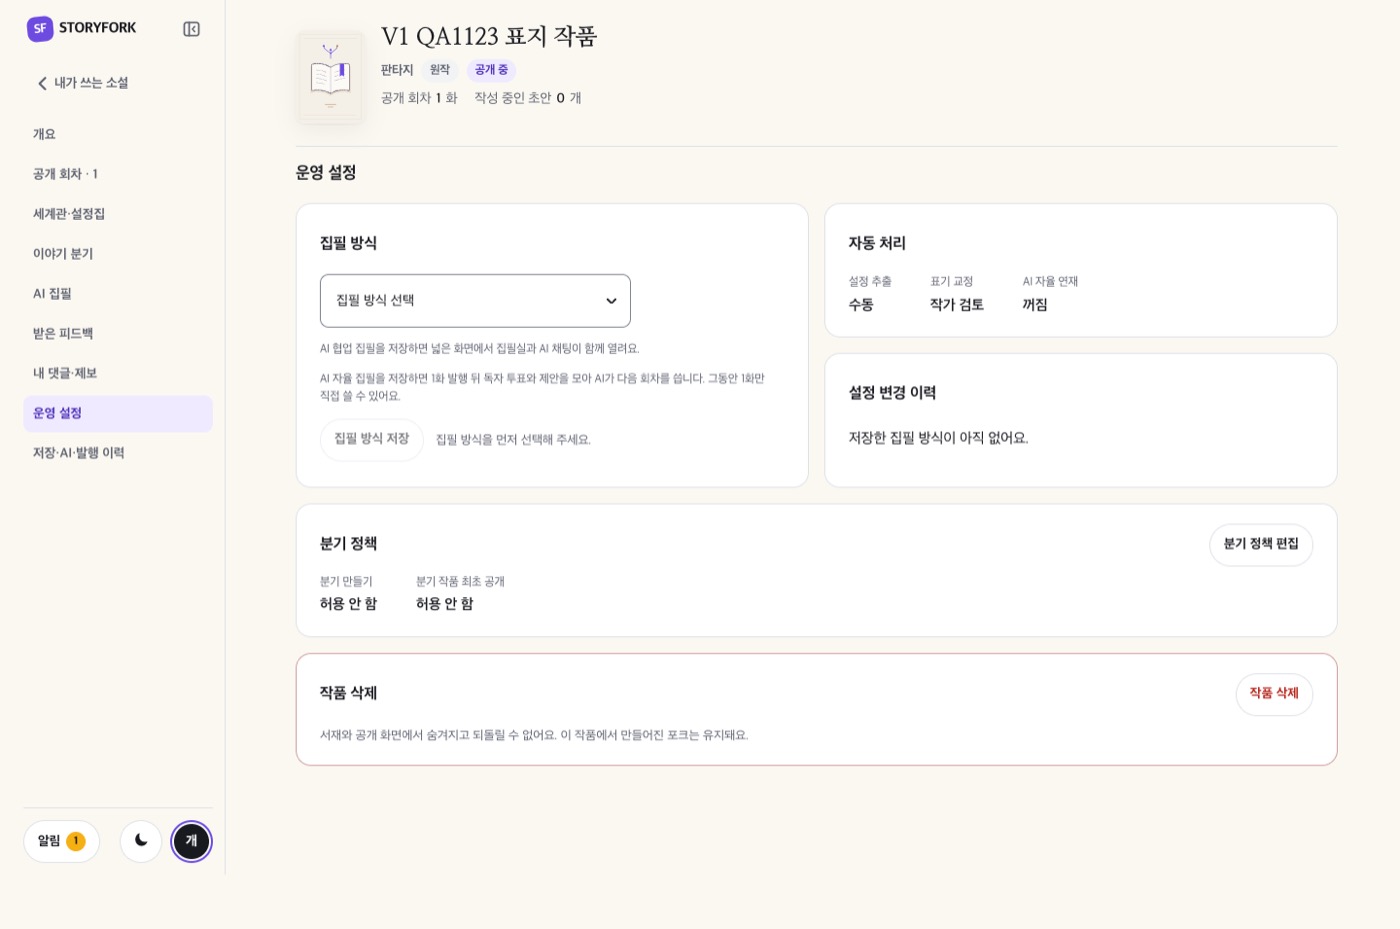 SF STORYFORK
내가 쓰는 소설
개요
공개 회차 · 1
세계관·설정집
이야기 분기
AI 집필
받은 피드백
내 댓글·제보
운영 설정
저장·AI·발행 이력
알림 1
개
V1 QA1123 표지 작품
판타지 원작 공개 중
공개 회차 1 화 작성 중인 초안 0 개
운영 설정
집필 방식
집필 방식 선택
AI 협업 집필을 저장하면 넓은 화면에서 집필실과 AI 채팅이 함께 열려요.
AI 자율 집필을 저장하면 1화 발행 뒤 독자 투표와 제안을 모아 AI가 다음 회차를 씁니다. 그동안 1화만
직접 쓸 수 있어요.
집필 방식 저장 집필 방식을 먼저 선택해 주세요.
자동 처리
설정 추출 표기 교정 AI 자율 연재
수동 작가 검토 꺼짐
설정 변경 이력
저장한 집필 방식이 아직 없어요.
분기 정책
분기 정책 편집
분기 만들기 분기 작품 최초 공개
허용 안 함 허용 안 함
작품 삭제
작품 삭제
서재와 공개 화면에서 숨겨지고 되돌릴 수 없어요. 이 작품에서 만들어진 포크는 유지돼요.